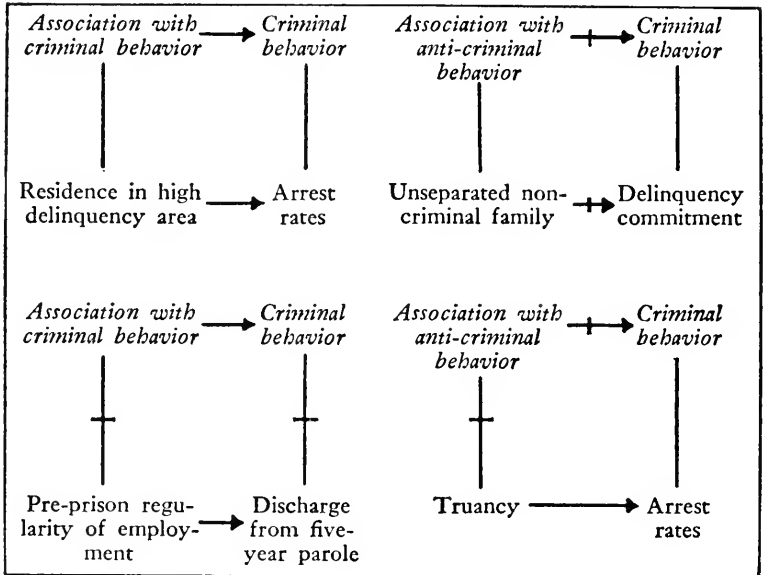 Association with
criminal behavior
Criminal
behavior
Association with
anti-criminal
behavior
Criminal
behavior
Residence in high
delinquency area
Arrest
rates
Unseparated non-
criminal family
Delinquency
commitment
Association with
criminal behavior
Criminal
behavior
Association with
anti-criminal
behavior
Criminal
behavior
Pre-prison regu-
larity of employ-
ment
Discharge
from five-
year parole
Truancy
Arrest
rates